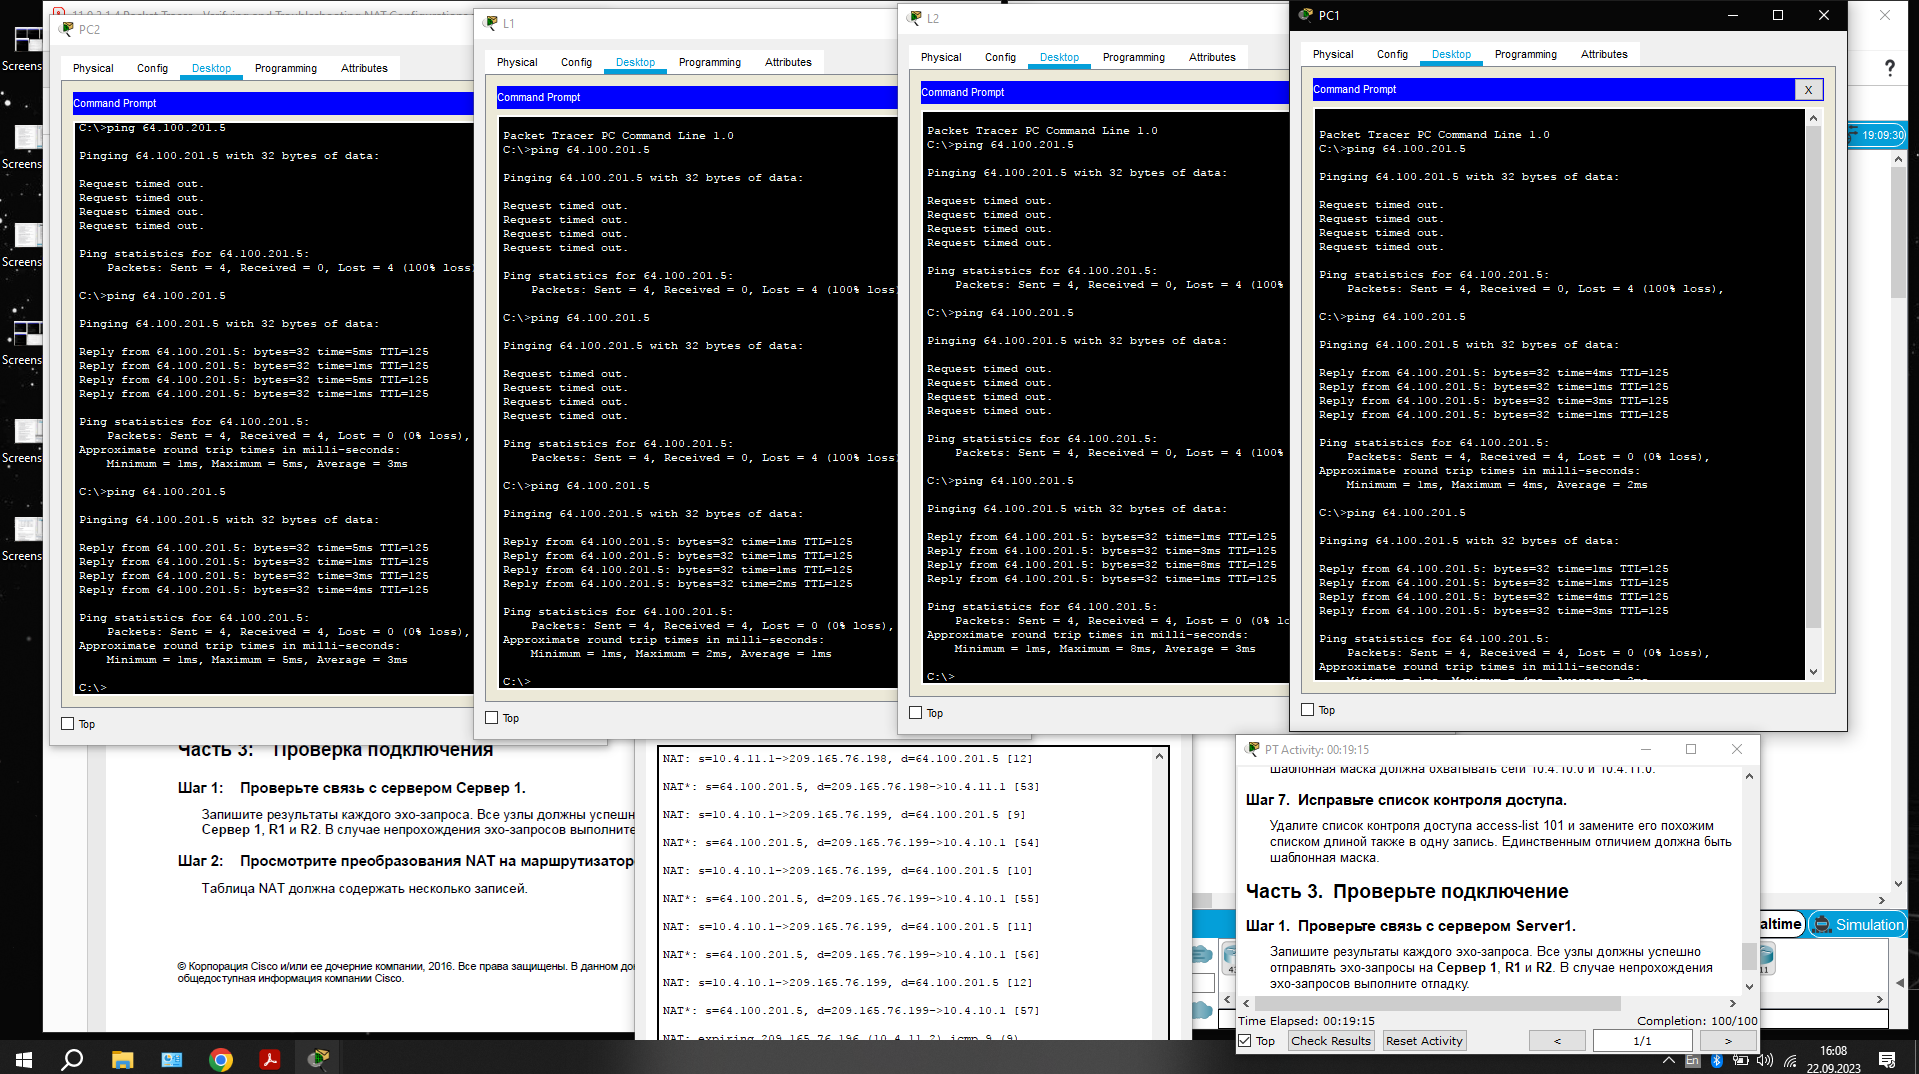 PC2
Physical Config Desktop Programming Attributes
Command Prompt
C:\>ping 64.100.201.5
Pinging 64.100.201.5 with 32 bytes of data:
Request timed out.
Request timed out.
Request timed out.
Request timed out.
Ping statistics for 64.100.201.5:
Packets: Sent = 4, Received = 0, Lost = 4 (100% loss)
C:\>ping 64.100.201.5
Pinging 64.100.201.5 with 32 bytes of data:
Reply from 64.100.201.5: bytes=32 time=5ms TTL=125
Reply from 64.100.201.5: bytes=32 time=1ms TTL=125
Reply from 64.100.201.5: bytes=32 time=5ms TTL=125
Reply from 64.100.201.5: bytes=32 time=1ms TTL=125
Ping statistics for 64.100.201.5:
Packets: Sent = 4, Received = 4, Lost = 0 (0% loss),
Approximate round trip times in milli-seconds:
Minimum = 1ms, Maximum = 5ms, Average = 3ms
C:\>ping 64.100.201.5
Pinging 64.100.201.5 with 32 bytes of data:
Reply from 64.100.201.5: bytes=32 time=5ms TTL=125
Reply from 64.100.201.5: bytes=32 time=1ms TTL=125
Reply from 64.100.201.5: bytes=32 time=3ms TTL=125
Reply from 64.100.201.5: bytes=32 time=4ms TTL=125
Ping statistics for 64.100.201.5:
Packets: Sent = 4, Received = 4, Lost = 0 (0% loss),
Approximate round trip times in milli-seconds:
Minimum = 1ms, Maximum = 5ms, Average = 3ms
C:\>
Top
L1
Physical Config Desktop Programming Attributes
Command Prompt
Packet Tracer PC Command Line 1.0
C:\>ping 64.100.201.5
Pinging 64.100.201.5 with 32 bytes of data:
Request timed out.
Request timed out.
Request timed out.
Request timed out.
Ping statistics for 64.100.201.5:
Packets: Sent = 4, Received = 0, Lost = 4 (100% loss)
C:\>ping 64.100.201.5
Pinging 64.100.201.5 with 32 bytes of data:
Request timed out.
Request timed out.
Request timed out.
Request timed out.
Ping statistics for 64.100.201.5:
Packets: Sent = 4, Received = 0, Lost = 4 (100% loss)
C:\>ping 64.100.201.5
Pinging 64.100.201.5 with 32 bytes of data:
Reply from 64.100.201.5: bytes=32 time=1ms TTL=125
Reply from 64.100.201.5: bytes=32 time=1ms TTL=125
Reply from 64.100.201.5: bytes=32 time=1ms TTL=125
Reply from 64.100.201.5: bytes=32 time=2ms TTL=125
Ping statistics for 64.100.201.5:
Packets: Sent = 4, Received = 4, Lost = 0 (0% loss),
Approximate round trip times in milli-seconds:
Minimum = 1ms, Maximum = 2ms, Average = 1ms
C:\>
Top
L2
Physical Config Desktop Programming Attributes
Command Prompt
Packet Tracer PC Command Line 1.0
C:\>ping 64.100.201.5
Pinging 64.100.201.5 with 32 bytes of data:
Request timed out.
Request timed out.
Request timed out.
Request timed out.
Ping statistics for 64.100.201.5:
Packets: Sent = 4, Received = 0, Lost = 4 (100%
C:\>ping 64.100.201.5
Pinging 64.100.201.5 with 32 bytes of data:
Request timed out.
Request timed out.
Request timed out.
Request timed out.
Ping statistics for 64.100.201.5:
Packets: Sent = 4, Received = 0, Lost = 4 (100%
C:\>ping 64.100.201.5
Pinging 64.100.201.5 with 32 bytes of data:
Reply from 64.100.201.5: bytes=32 time=1ms TTL=125
Reply from 64.100.201.5: bytes=32 time=3ms TTL=125
Reply from 64.100.201.5: bytes=32 time=8ms TTL=125
Reply from 64.100.201.5: bytes=32 time=1ms TTL=125
Ping statistics for 64.100.201.5:
Packets: Sent = 4, Received = 4, Lost = 0 (0% lo
Approximate round trip times in milli-seconds:
Minimum = 1ms, Maximum = 8ms, Average = 3ms
C:\>
Top
PC1
Physical Config Desktop Programming Attributes
Command Prompt X
Packet Tracer PC Command Line 1.0
C:\>ping 64.100.201.5
Pinging 64.100.201.5 with 32 bytes of data:
Request timed out.
Request timed out.
Request timed out.
Request timed out.
Ping statistics for 64.100.201.5:
Packets: Sent = 4, Received = 0, Lost = 4 (100% loss),
C:\>ping 64.100.201.5
Pinging 64.100.201.5 with 32 bytes of data:
Reply from 64.100.201.5: bytes=32 time=4ms TTL=125
Reply from 64.100.201.5: bytes=32 time=1ms TTL=125
Reply from 64.100.201.5: bytes=32 time=3ms TTL=125
Reply from 64.100.201.5: bytes=32 time=1ms TTL=125
Ping statistics for 64.100.201.5:
Packets: Sent = 4, Received = 4, Lost = 0 (0% loss),
Approximate round trip times in milli-seconds:
Minimum = 1ms, Maximum = 4ms, Average = 2ms
C:\>ping 64.100.201.5
Pinging 64.100.201.5 with 32 bytes of data:
Reply from 64.100.201.5: bytes=32 time=1ms TTL=125
Reply from 64.100.201.5: bytes=32 time=1ms TTL=125
Reply from 64.100.201.5: bytes=32 time=4ms TTL=125
Reply from 64.100.201.5: bytes=32 time=3ms TTL=125
Ping statistics for 64.100.201.5:
Packets: Sent = 4, Received = 4, Lost = 0 (0% loss),
Approximate round trip times in milli-seconds:
Top
?
19:09:30
Screens
Screens
Screens
Screens
Screens
Screens
Часть 3: Проверка подключения
Шаг 1: Проверьте связь с сервером Сервер 1.
Запишите результаты каждого эхо-запроса. Все узлы должны успешн
Сервер 1, R1 и R2. В случае непрохождения эхо-запросов выполните
Шаг 2: Просмотрите преобразования NAT на маршрутизатор
Таблица NAT должна содержать несколько записей.
© Корпорация Cisco и/или ее дочерние компании, 2016. Все права защищены. В данном до
общедоступная информация компании Cisco.
NAT: s=10.4.11.1->209.165.76.198, d=64.100.201.5 [12]
NAT*: s=64.100.201.5, d=209.165.76.198->10.4.11.1 [53]
NAT: s=10.4.10.1->209.165.76.199, d=64.100.201.5 [9]
NAT*: s=64.100.201.5, d=209.165.76.199->10.4.10.1 [54]
NAT: s=10.4.10.1->209.165.76.199, d=64.100.201.5 [10]
NAT*: s=64.100.201.5, d=209.165.76.199->10.4.10.1 [55]
NAT: s=10.4.10.1->209.165.76.199, d=64.100.201.5 [11]
NAT*: s=64.100.201.5, d=209.165.76.199->10.4.10.1 [56]
NAT: s=10.4.10.1->209.165.76.199, d=64.100.201.5 [12]
NAT*: s=64.100.201.5, d=209.165.76.199->10.4.10.1 [57]
NAT: expiring 209.165.76.196 (10.4.11.2) icmp 9 (9)
PT Activity: 00:19:15
шаблонная маска должна охватывать сети 10.4.10.0 и 10.4.11.0.
Шаг 7. Исправьте список контроля доступа.
Удалите список контроля доступа access-list 101 и замените его похожим
списком длиной также в одну запись. Единственным отличием должна быть
шаблонная маска.
Часть 3. Проверьте подключение
Шаг 1. Проверьте связь с сервером Server1.
Запишите результаты каждого эхо-запроса. Все узлы должны успешно
отправлять эхо-запросы на Сервер 1, R1 и R2. В случае непрохождения
эхо-запросов выполните отладку.
Time Elapsed: 00:19:15 Completion: 100/100
Top Check Results Reset Activity < 1/1 >
altime Simulation
En
16:08
22.09.2023